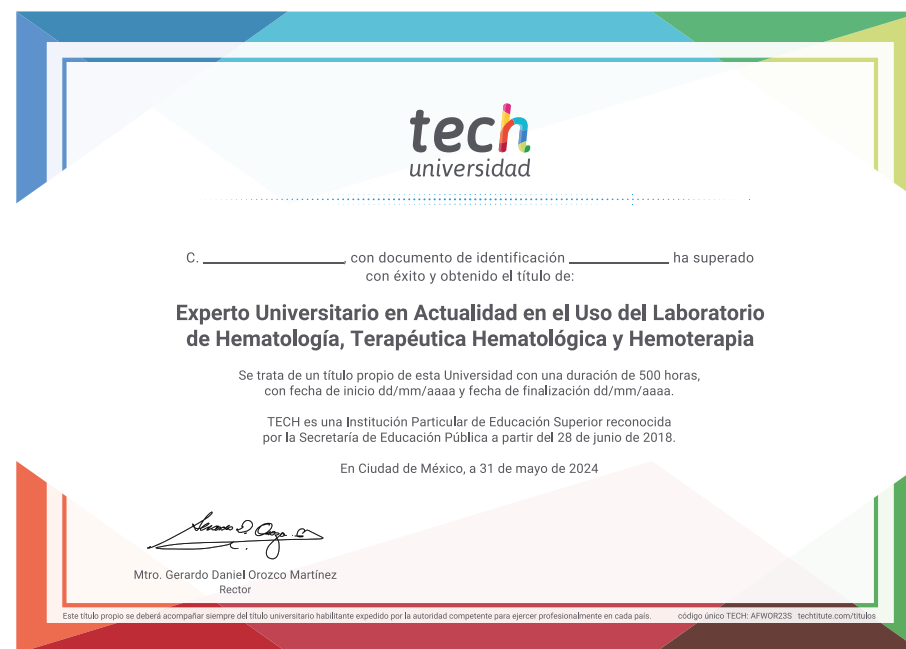 tech
universidad
C. ____________, con documento de identificación ____________ ha superado
con éxito y obtenido el título de:
Experto Universitario en Actualidad en el Uso del Laboratorio
de Hematología, Terapéutica Hematológica y Hemoterapia
Se trata de un título propio de esta Universidad con una duración de 500 horas,
con fecha de inicio dd/mm/aaaa y fecha de finalización dd/mm/aaaa.
TECH es una Institución Particular de Educación Superior reconocida
por la Secretaría de Educación Pública a partir del 28 de junio de 2018.
En Ciudad de México, a 31 de mayo de 2024
Mtro. Gerardo Daniel Orozco Martínez
Rector
Este título propio se deberá acompañar siempre del título universitario habilitante expedido por la autoridad competente para ejercer profesionalmente en cada país. código único TECH: AFWOR23S techtitute.com/titulos